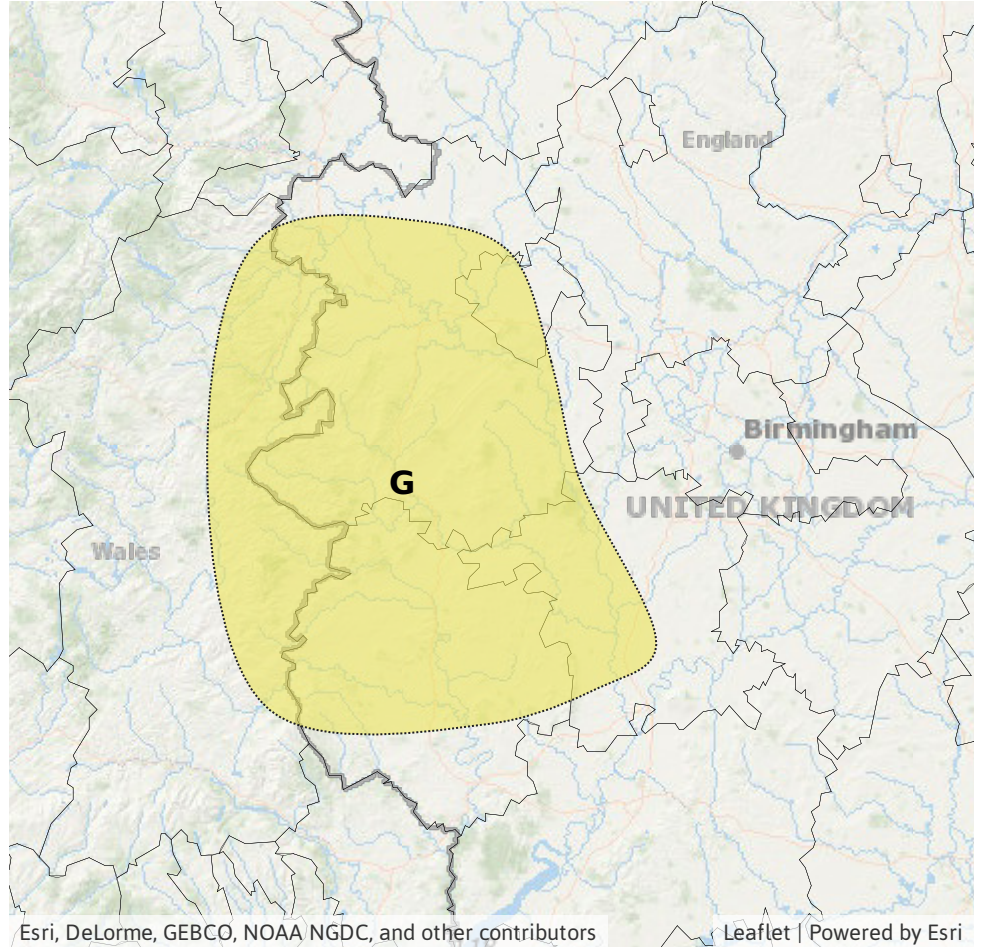 England
Birmingham
G
UNITED KINGDOM
Wales
Esri, DeLorme, GEBCO, NOAA NGDC, and other contributors
Leaflet | Powered by Esri